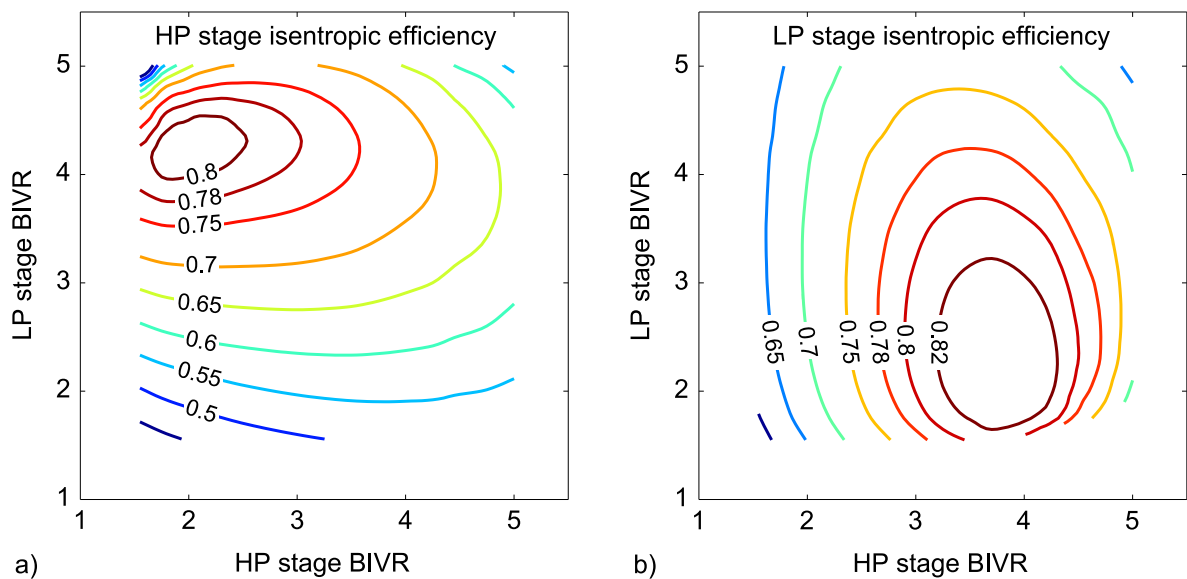 HP stage isentropic efficiency
5
4
3
2
1
LP stage BIVR
0.8
0.78
0.75
0.7
0.65
0.6
0.55
0.5
1 2 3 4 5
HP stage BIVR
a)
LP stage isentropic efficiency
5
4
3
2
1
LP stage BIVR
0.65 0.7 0.75 0.78 0.8 0.82
1 2 3 4 5
HP stage BIVR
b)